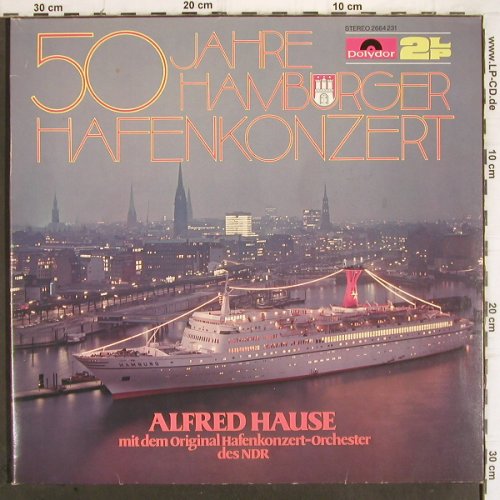 30 cm
20 cm
10 cm
STEREO 2664 231
50 JAHRE
HAMBURGER
HAFENKONZERT
Polydor
2LP
HAMBURG
ALFRED HAUSE
mit dem Original Hafenkonzert-Orchester
des NDR
www.LP-CD.de
10 cm
20 cm
30 cm